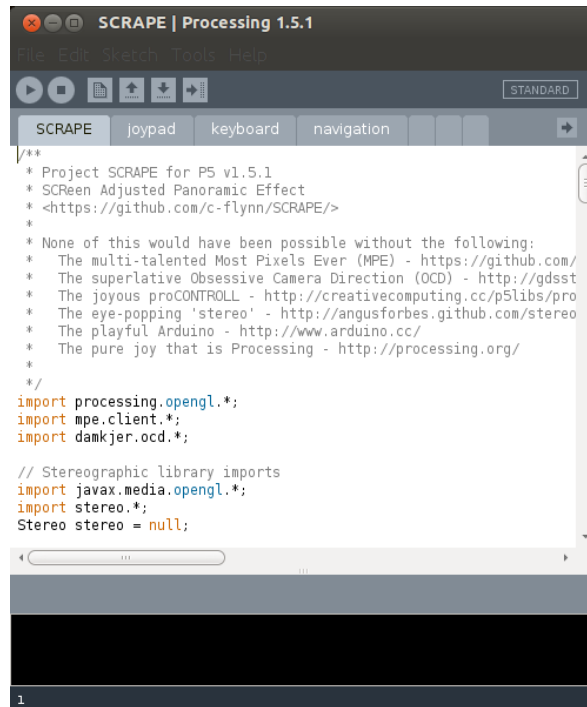 SCRAPE | Processing 1.5.1
File Edit Sketch Tools Help
STANDARD
SCRAPE joypad keyboard navigation
/**
 * Project SCRAPE for P5 v1.5.1
 * SCReen Adjusted Panoramic Effect
 * <https://github.com/c-flynn/SCRAPE/>
 *
 * None of this would have been possible without the following:
 *   The multi-talented Most Pixels Ever (MPE) - https://github.com/
 *   The superlative Obsessive Camera Direction (OCD) - http://gdsst
 *   The joyous proCONTROLL - http://creativecomputing.cc/p5libs/pro
 *   The eye-popping 'stereo' - http://angusforbes.github.com/stereo
 *   The playful Arduino - http://www.arduino.cc/
 *   The pure joy that is Processing - http://processing.org/
 *
 */
import processing.opengl.*;
import mpe.client.*;
import damkjer.ocd.*;
// Stereographic library imports
import javax.media.opengl.*;
import stereo.*;
Stereo stereo = null;
1